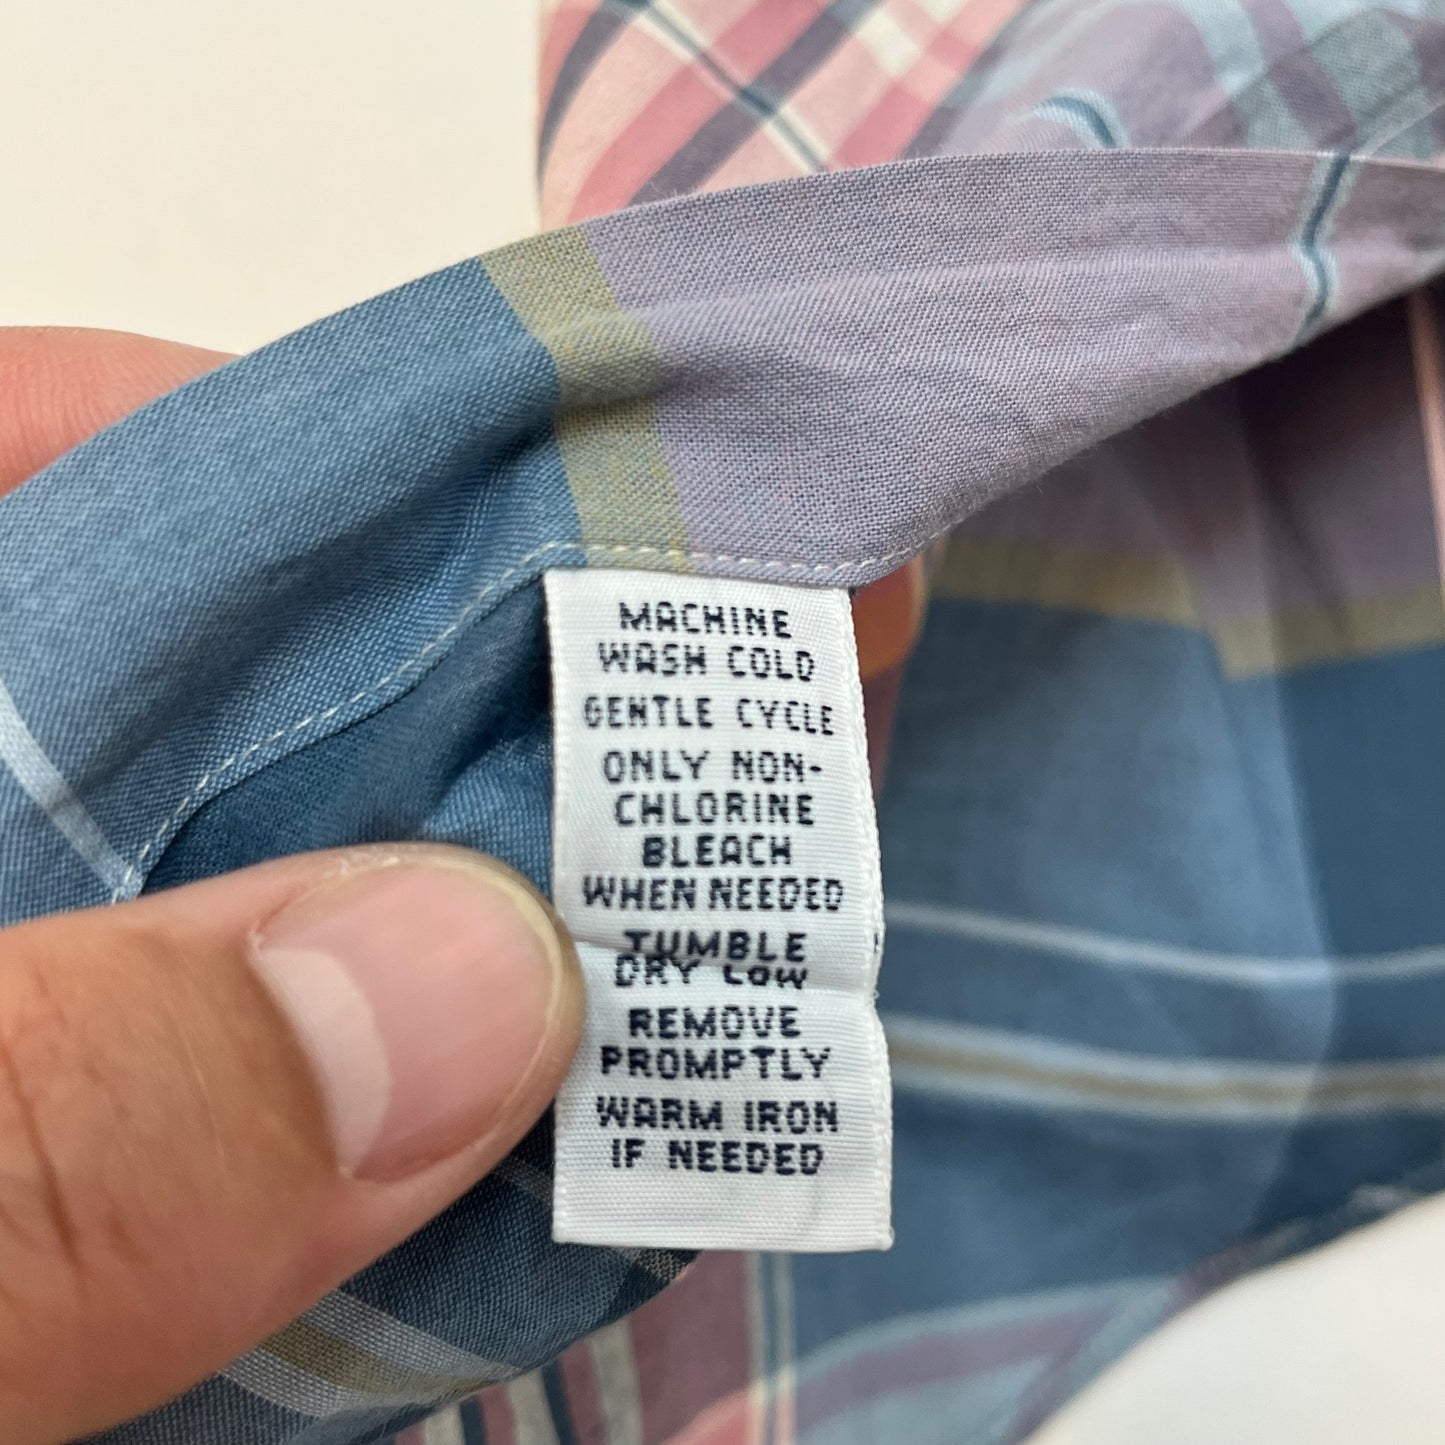 MACHINE
WASH COLD
GENTLE CYCLE
ONLY NON-
CHLORINE
BLEACH
WHEN NEEDED
TUMBLE
DRY LOW
REMOVE
PROMPTLY
WARM IRON
IF NEEDED